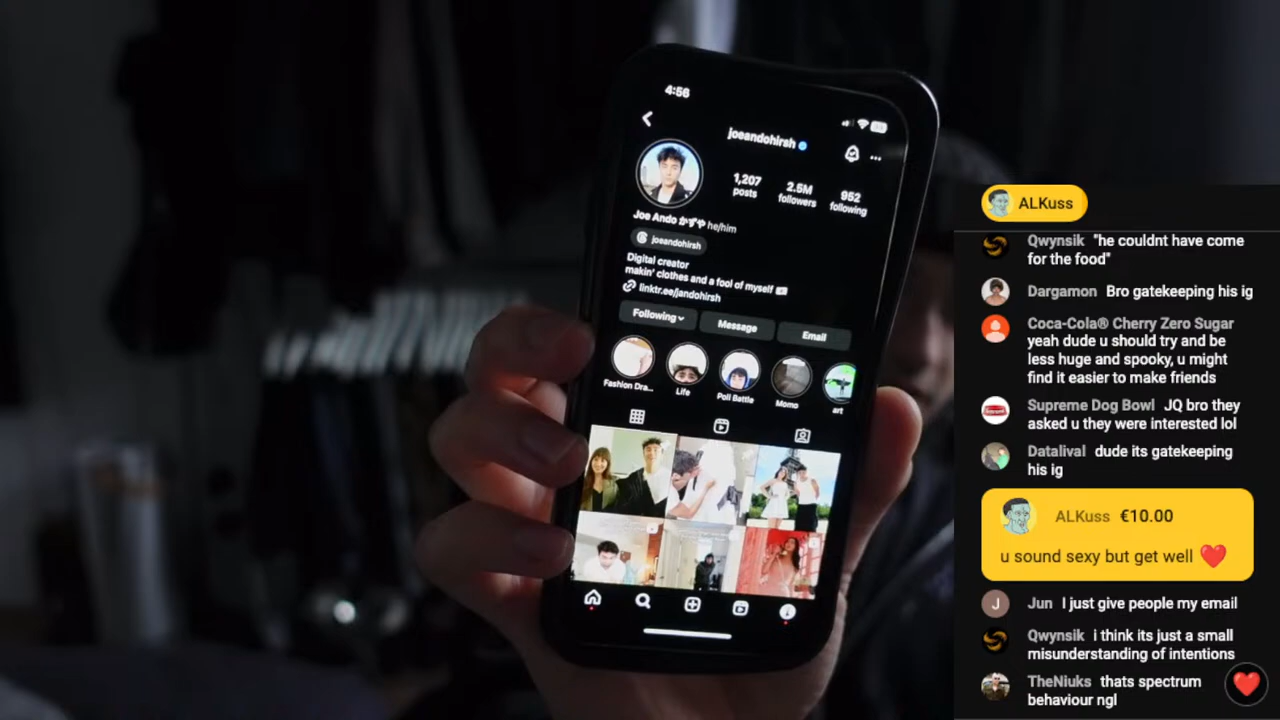 4:56
joeandohirsh
1,207
posts
2.5M
followers
952
following
Joe Ando かずや he/him
joeandohirsh
Digital creator
makin' clothes and a fool of myself
linktr.ee/jandohirsh
Following
Message
Email
Fashion Dra...
Life
Poli Battle
Momo
art
ALKuss
Qwynsik "he couldnt have come
for the food"
Dargamon Bro gatekeeping his ig
Coca-Cola® Cherry Zero Sugar
yeah dude u should try and be
less huge and spooky, u might
find it easier to make friends
Supreme Dog Bowl JQ bro they
asked u they were interested lol
Datalival dude its gatekeeping
his ig
ALKuss €10.00
u sound sexy but get well ❤️
J
Jun I just give people my email
Qwynsik i think its just a small
misunderstanding of intentions
TheNiuks thats spectrum
behaviour ngl